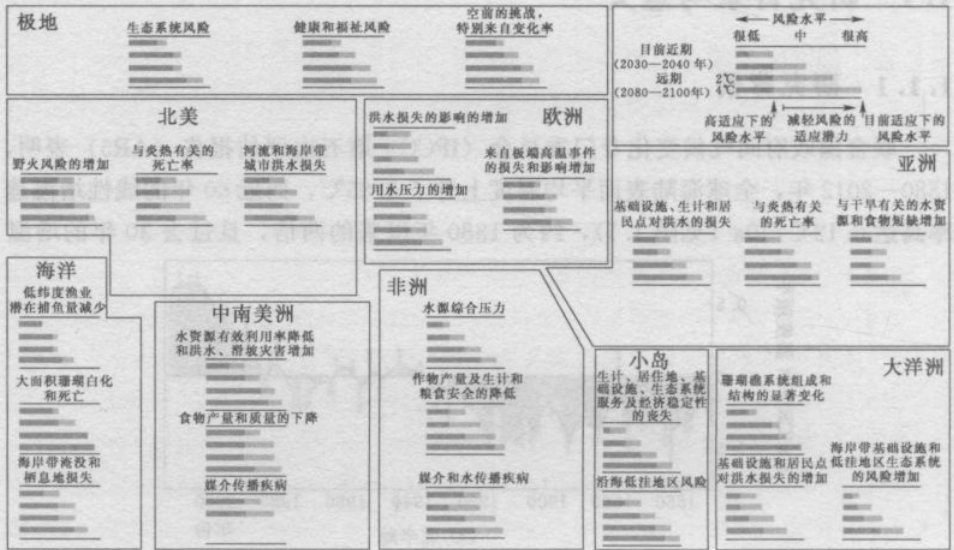 极地
生态系统风险
健康和福祉风险
空前的挑战，
特别来自变化率
风险水平
很低 中 很高
目前近期
（2030—2040年）
远期 2℃
（2080—2100年）4℃
高适应下的
风险水平
减轻风险的
适应潜力
目前适应下的
风险水平
北美
野火风险的增加
与炎热有关的
死亡率
江域和海岸带
城市洪水损失
欧洲
洪水损失的影响的增加
用水压力的增加
来自极端高温事件
的损失和影响增加
亚洲
基础设施、生计和居
民点对洪水的损失
与炎热有关
的死亡率
与干旱有关的水资
源和食物短缺增加
海洋
低纬度渔业
潜在捕鱼量减少
大面积珊瑚白化
和死亡
海岸带淹没和
栖息地损失
中南美洲
水资源有效利用率降低
和洪水、滑坡灾害增加
食物产量和质量的下降
媒介传播疾病
非洲
水源综合压力
作物产量及生计和
粮食安全的降低
媒介和水传播疾病
小岛
生计、居住地、基
础设施、生态系统
服务及经济稳定性
的丧失
沿海低洼地区风险
大洋洲
珊瑚礁系统组成和
结构的显著变化
基础设施和居民点
对洪水损失的增加
海岸带基础设施和
低洼地区生态系统
的风险增加